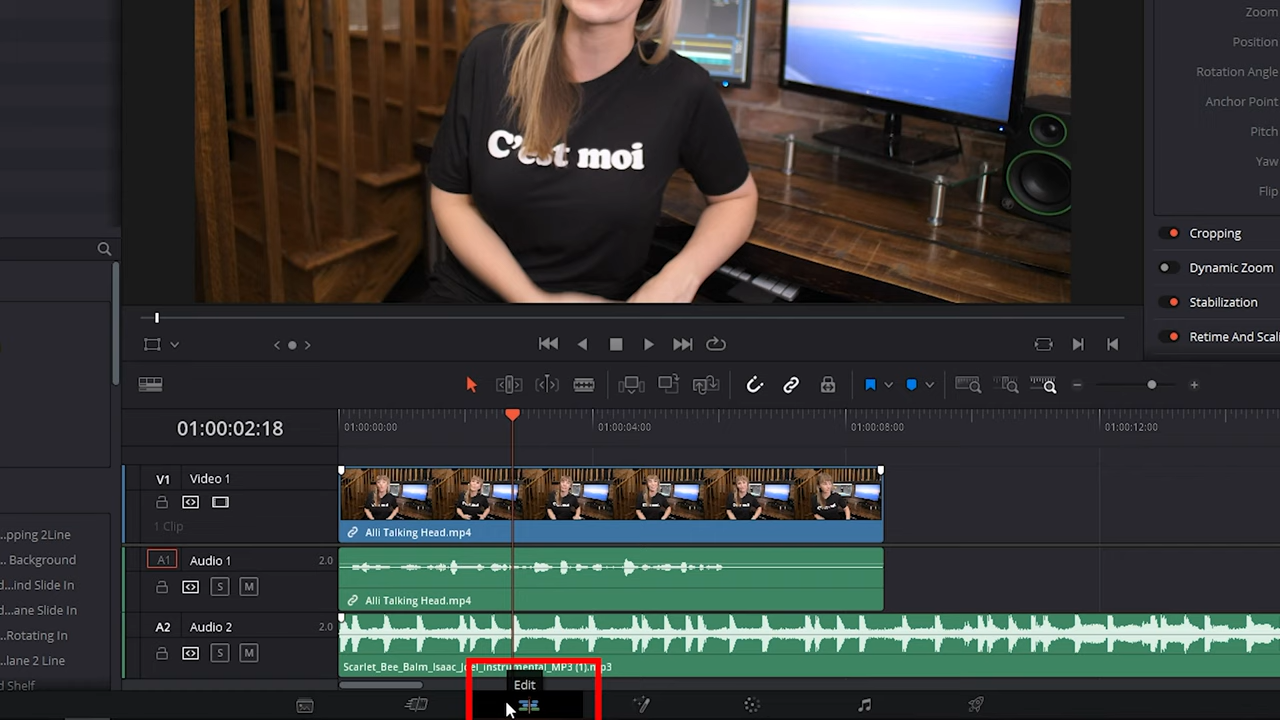 Zoom
Position
Rotation Angle
Anchor Point
Pitch
Yaw
Flip
C'est moi
Cropping
Dynamic Zoom
Stabilization
Retime And Scali
01:00:02:18
01:00:00:00
01:00:04:00
01:00:08:00
01:00:12:00
V1 Video 1
1 Clip
Alli Talking Head.mp4
A1 Audio 1 2.0
S M
Alli Talking Head.mp4
A2 Audio 2 2.0
S M
Scarlet_Bee_Balm_Isaac_Joel_Instrumental_MP3 (1).mp3
...pping 2Line
... Background
d...ind Slide In
d...ane Slide In
...Rotating In
...lane 2 Line
d Shelf
Edit